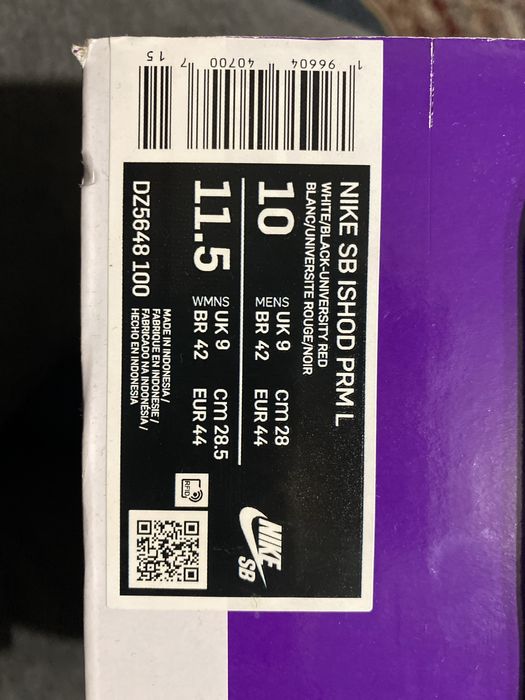 NIKE SB ISHOD PRM L
WHITE/BLACK-UNIVERSITY RED
BLANC/UNIVERSITE ROUGE/NOIR
10
MENS UK 9 cm 28
BR 42 EUR 44
11.5
WMNS UK 9 cm 28.5
BR 42 EUR 44
DZ5648 100
MADE IN INDONESIA /
FABRIQUE EN INDONESIE /
FABRICADO NA INDONÉSIA /
HECHO EN INDONESIA
RFID
NIKE
SB
1 96604 40700 7 15